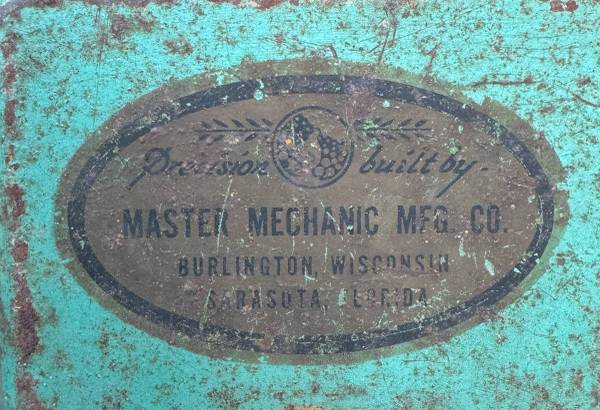 Precision built by.
MASTER MECHANIC MFG. CO.
BURLINGTON, WISCONSIN
SARASOTA, FLORIDA